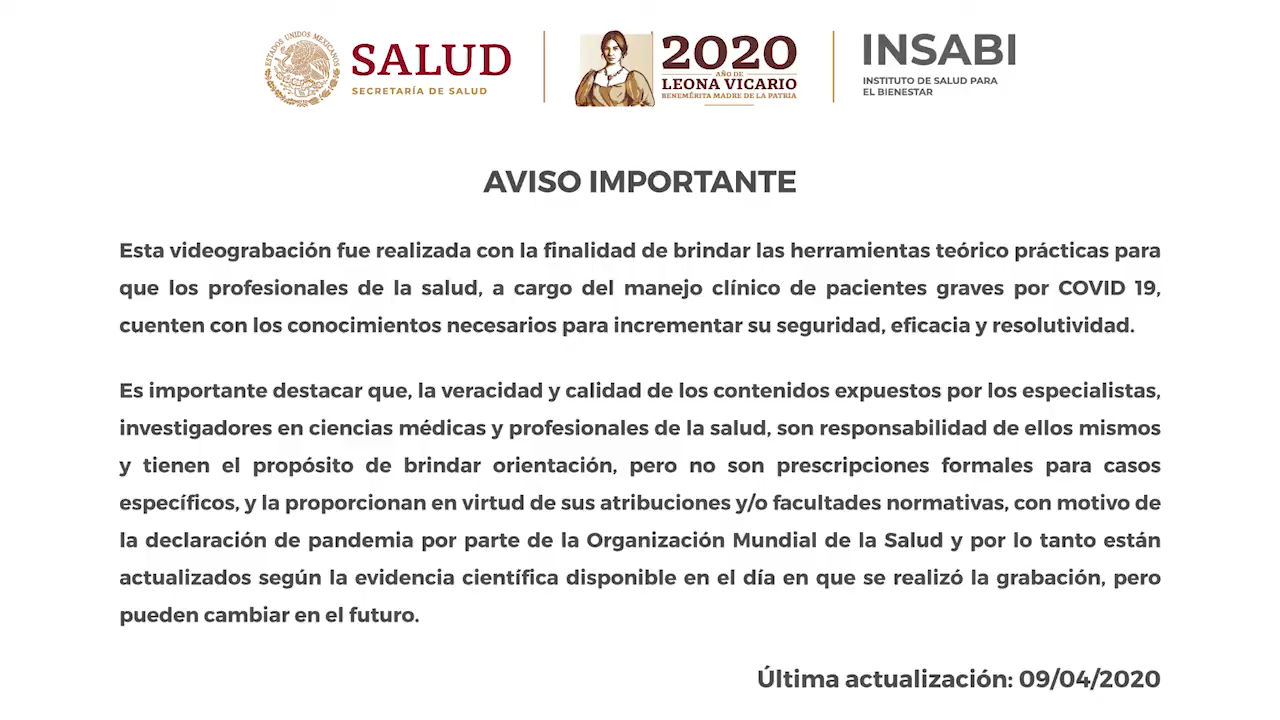 ESTADOS UNIDOS MEXICANOS
SALUD
SECRETARÍA DE SALUD
2020
AÑO DE
LEONA VICARIO
BENEMÉRITA MADRE DE LA PATRIA
INSABI
INSTITUTO DE SALUD PARA
EL BIENESTAR
AVISO IMPORTANTE
Esta videograbación fue realizada con la finalidad de brindar las herramientas teórico prácticas para
que los profesionales de la salud, a cargo del manejo clínico de pacientes graves por COVID 19,
cuenten con los conocimientos necesarios para incrementar su seguridad, eficacia y resolutividad.
Es importante destacar que, la veracidad y calidad de los contenidos expuestos por los especialistas,
investigadores en ciencias médicas y profesionales de la salud, son responsabilidad de ellos mismos
y tienen el propósito de brindar orientación, pero no son prescripciones formales para casos
específicos, y la proporcionan en virtud de sus atribuciones y/o facultades normativas, con motivo de
la declaración de pandemia por parte de la Organización Mundial de la Salud y por lo tanto están
actualizados según la evidencia científica disponible en el día en que se realizó la grabación, pero
pueden cambiar en el futuro.
Última actualización: 09/04/2020